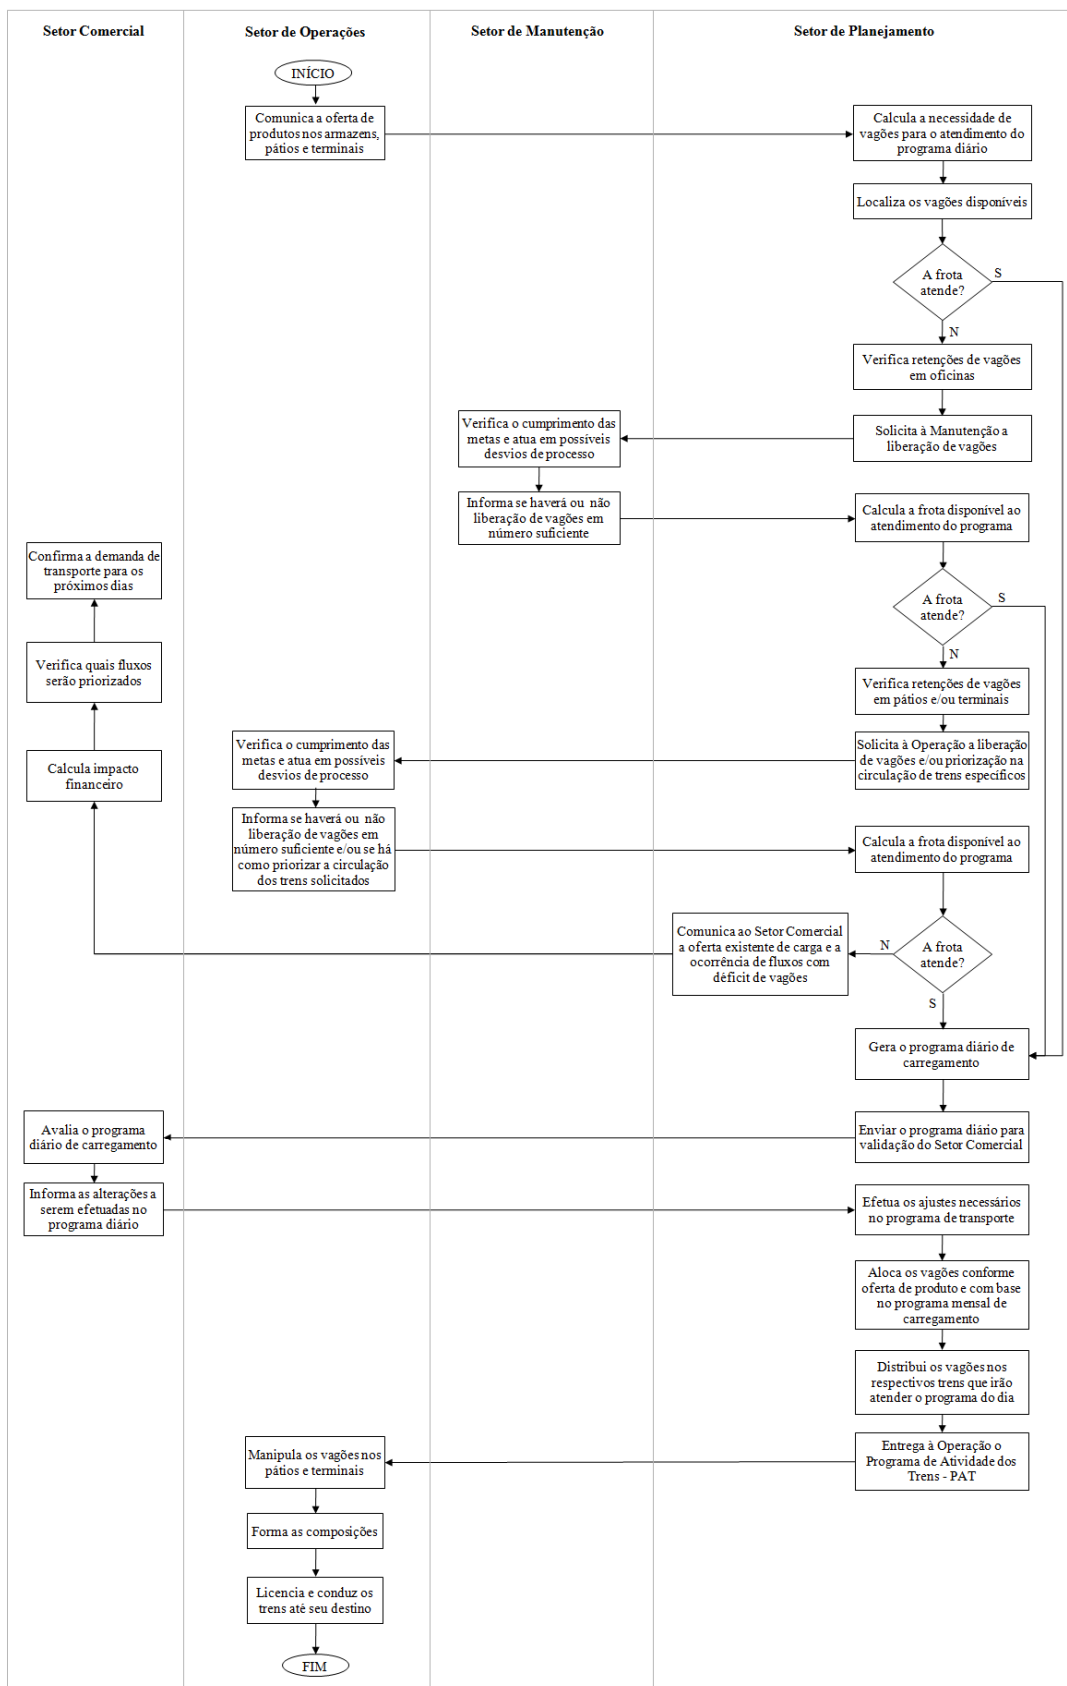 Setor Comercial
Setor de Operações
Setor de Manutenção
Setor de Planejamento
INÍCIO
Comunica a oferta de
produtos nos armazens,
pátios e terminais
Calcula a necessidade de
vagões para o atendimento do
programa diário
Localiza os vagões disponíveis
A frota
atende?
S
N
Verifica retenções de vagões
em oficinas
Solicita à Manutenção a
liberação de vagões
Verifica o cumprimento das
metas e atua em possíveis
desvios de processo
Informa se haverá ou não
liberação de vagões em
número suficiente
Calcula a frota disponível ao
atendimento do programa
A frota
atende?
S
N
Verifica retenções de vagões
em pátios e/ou terminais
Solicita à Operação a liberação
de vagões e/ou priorização na
circulação de trens específicos
Verifica o cumprimento das
metas e atua em possíveis
desvios de processo
Informa se haverá ou não
liberação de vagões em
número suficiente e/ou se há
como priorizar a circulação
dos trens solicitados
Calcula a frota disponível ao
atendimento do programa
A frota
atende?
N
S
Comunica ao Setor Comercial
a oferta existente de carga e a
ocorrência de fluxos com
déficit de vagões
Calcula impacto
financeiro
Verifica quais fluxos
serão priorizados
Confirma a demanda de
transporte para os
próximos dias
Gera o programa diário de
carregamento
Enviar o programa diário para
validação do Setor Comercial
Avalia o programa
diário de carregamento
Informa as alterações a
serem efetuadas no
programa diário
Efetua os ajustes necessários
no programa de transporte
Aloca os vagões conforme
oferta de produto e com base
no programa mensal de
carregamento
Distribui os vagões nos
respectivos trens que irão
atender o programa do dia
Entrega à Operação o
Programa de Atividade dos
Trens - PAT
Manipula os vagões nos
pátios e terminais
Forma as composições
Licencia e conduz os
trens até seu destino
FIM